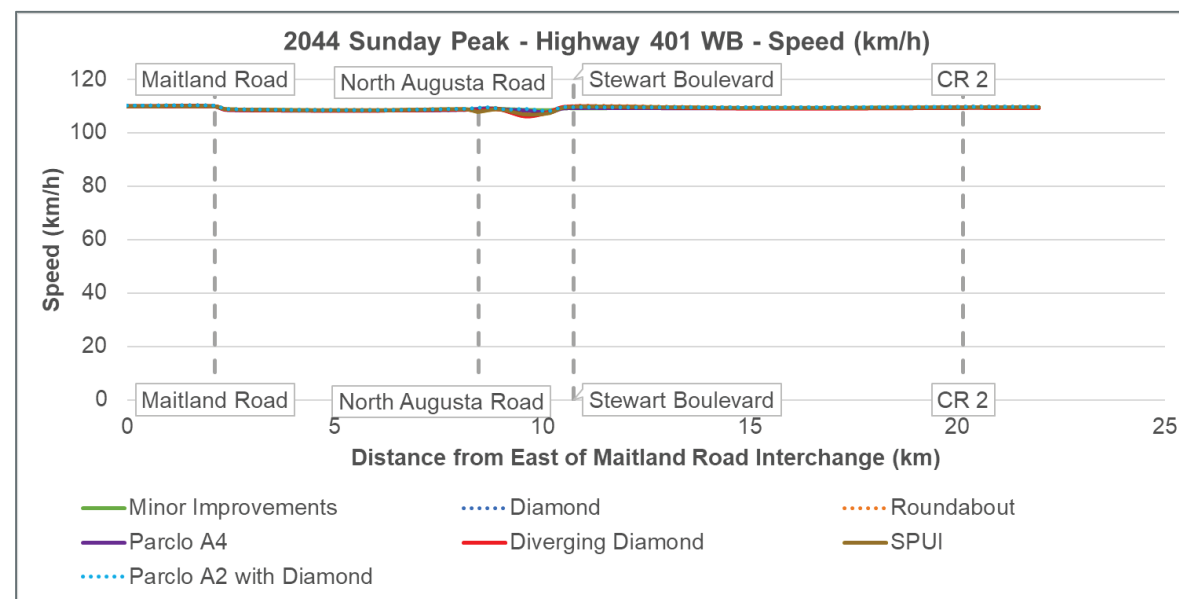 2044 Sunday Peak - Highway 401 WB - Speed (km/h)
120
Maitland Road
North Augusta Road
Stewart Boulevard
CR 2
100
80
60
40
20
0
Speed (km/h)
Maitland Road
North Augusta Road
Stewart Boulevard
CR 2
0 5 10 15 20 25
Distance from East of Maitland Road Interchange (km)
Minor Improvements Diamond Roundabout
Parclo A4 Diverging Diamond SPUI
Parclo A2 with Diamond